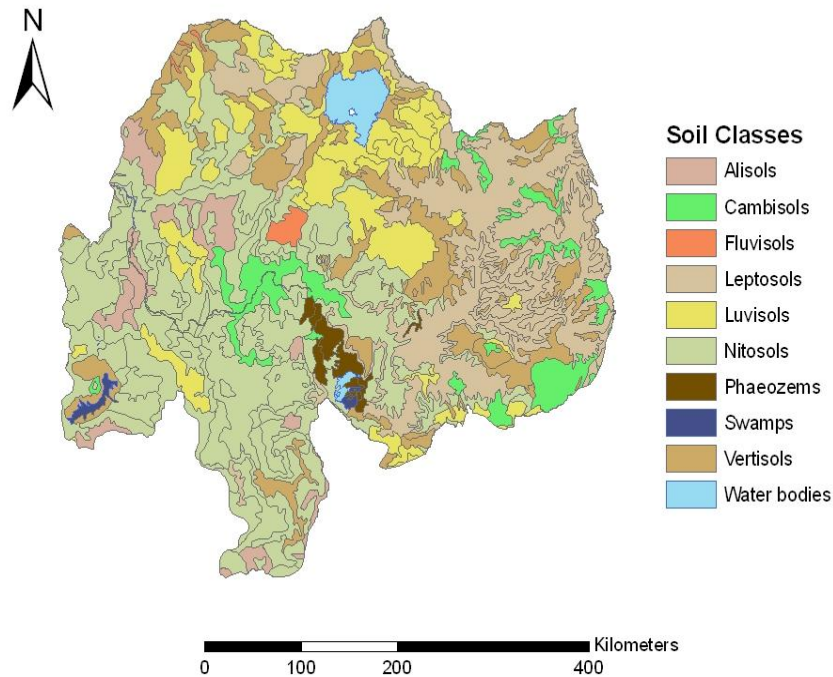 N
Soil Classes
Alisols
Cambisols
Fluvisols
Leptosols
Luvisols
Nitosols
Phaeozems
Swamps
Vertisols
Water bodies
Kilometers
0 100 200 400